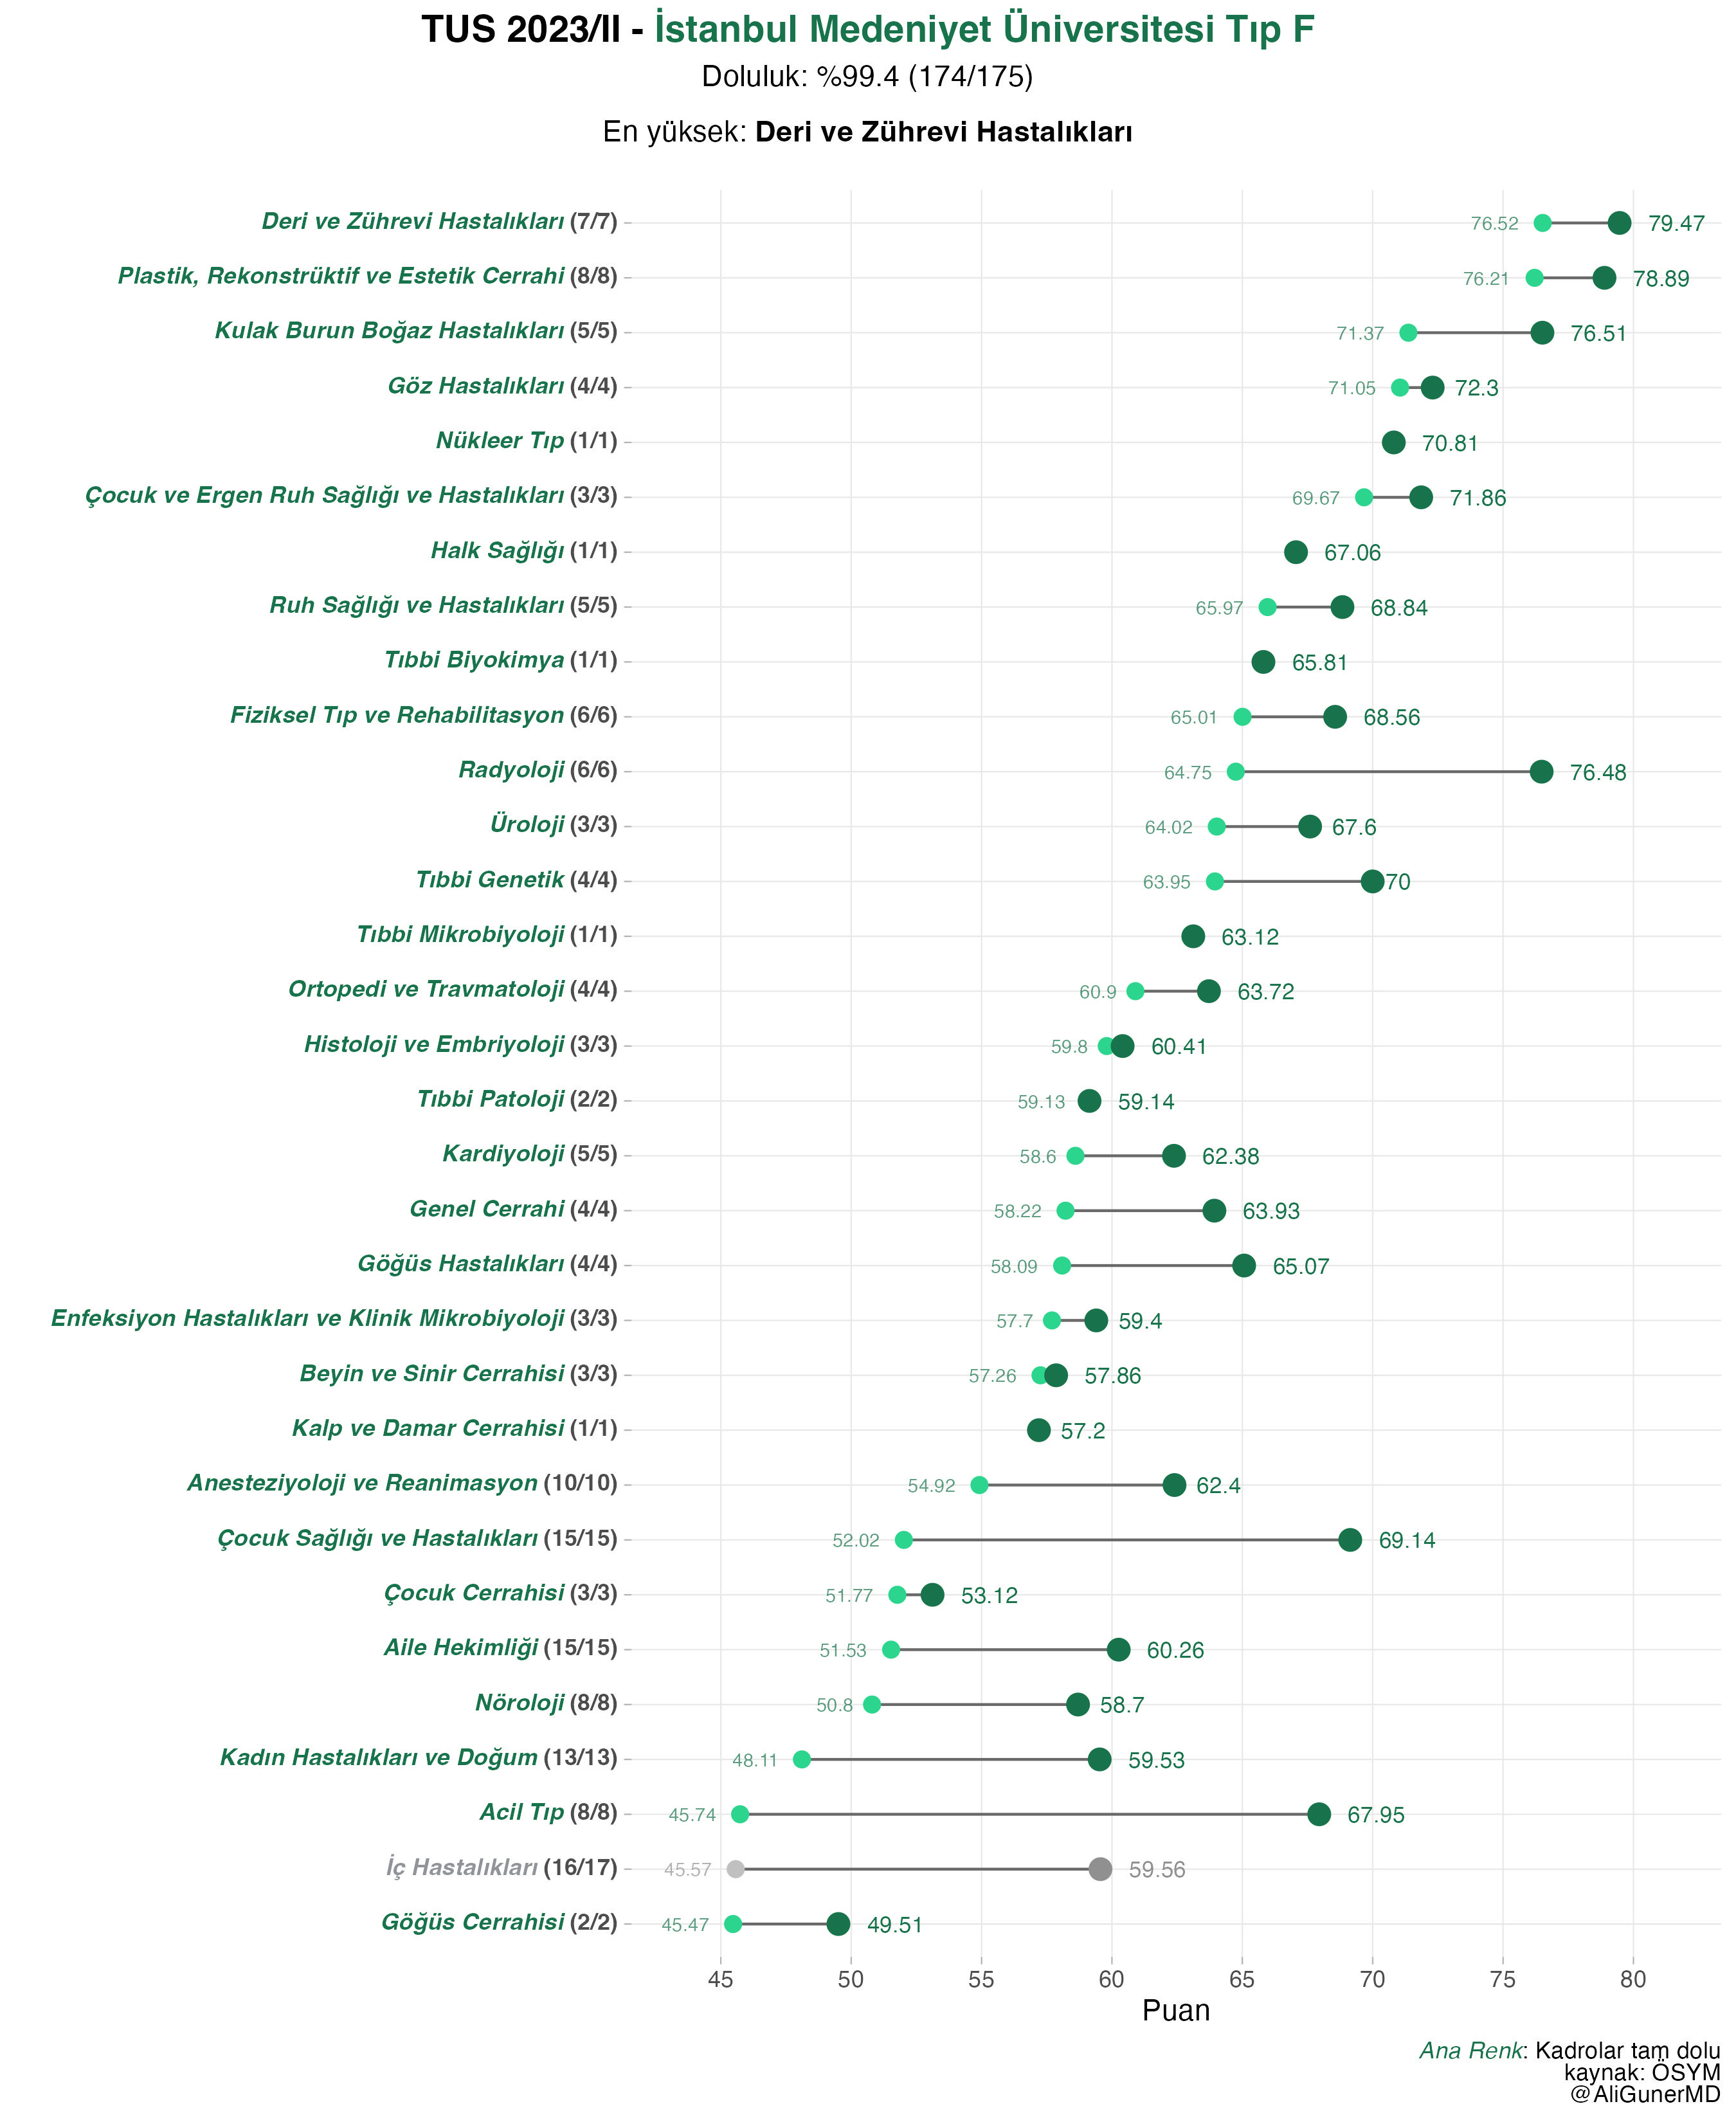 TUS 2023/II - İstanbul Medeniyet Üniversitesi Tıp F
Doluluk: %99.4 (174/175)
En yüksek: Deri ve Zührevi Hastalıkları
Deri ve Zührevi Hastalıkları (7/7) 76.52 79.47
Plastik, Rekonstrüktif ve Estetik Cerrahi (8/8) 76.21 78.89
Kulak Burun Boğaz Hastalıkları (5/5) 71.37 76.51
Göz Hastalıkları (4/4) 71.05 72.3
Nükleer Tıp (1/1) 70.81
Çocuk ve Ergen Ruh Sağlığı ve Hastalıkları (3/3) 69.67 71.86
Halk Sağlığı (1/1) 67.06
Ruh Sağlığı ve Hastalıkları (5/5) 65.97 68.84
Tıbbi Biyokimya (1/1) 65.81
Fiziksel Tıp ve Rehabilitasyon (6/6) 65.01 68.56
Radyoloji (6/6) 64.75 76.48
Üroloji (3/3) 64.02 67.6
Tıbbi Genetik (4/4) 63.95 70
Tıbbi Mikrobiyoloji (1/1) 63.12
Ortopedi ve Travmatoloji (4/4) 60.9 63.72
Histoloji ve Embriyoloji (3/3) 59.8 60.41
Tıbbi Patoloji (2/2) 59.13 59.14
Kardiyoloji (5/5) 58.6 62.38
Genel Cerrahi (4/4) 58.22 63.93
Göğüs Hastalıkları (4/4) 58.09 65.07
Enfeksiyon Hastalıkları ve Klinik Mikrobiyoloji (3/3) 57.7 59.4
Beyin ve Sinir Cerrahisi (3/3) 57.26 57.86
Kalp ve Damar Cerrahisi (1/1) 57.2
Anesteziyoloji ve Reanimasyon (10/10) 54.92 62.4
Çocuk Sağlığı ve Hastalıkları (15/15) 52.02 69.14
Çocuk Cerrahisi (3/3) 51.77 53.12
Aile Hekimliği (15/15) 51.53 60.26
Nöroloji (8/8) 50.8 58.7
Kadın Hastalıkları ve Doğum (13/13) 48.11 59.53
Acil Tıp (8/8) 45.74 67.95
İç Hastalıkları (16/17) 45.57 59.56
Göğüs Cerrahisi (2/2) 45.47 49.51
45 50 55 60 65 70 75 80
Puan
Ana Renk: Kadrolar tam dolu
kaynak: ÖSYM
@AliGunerMD